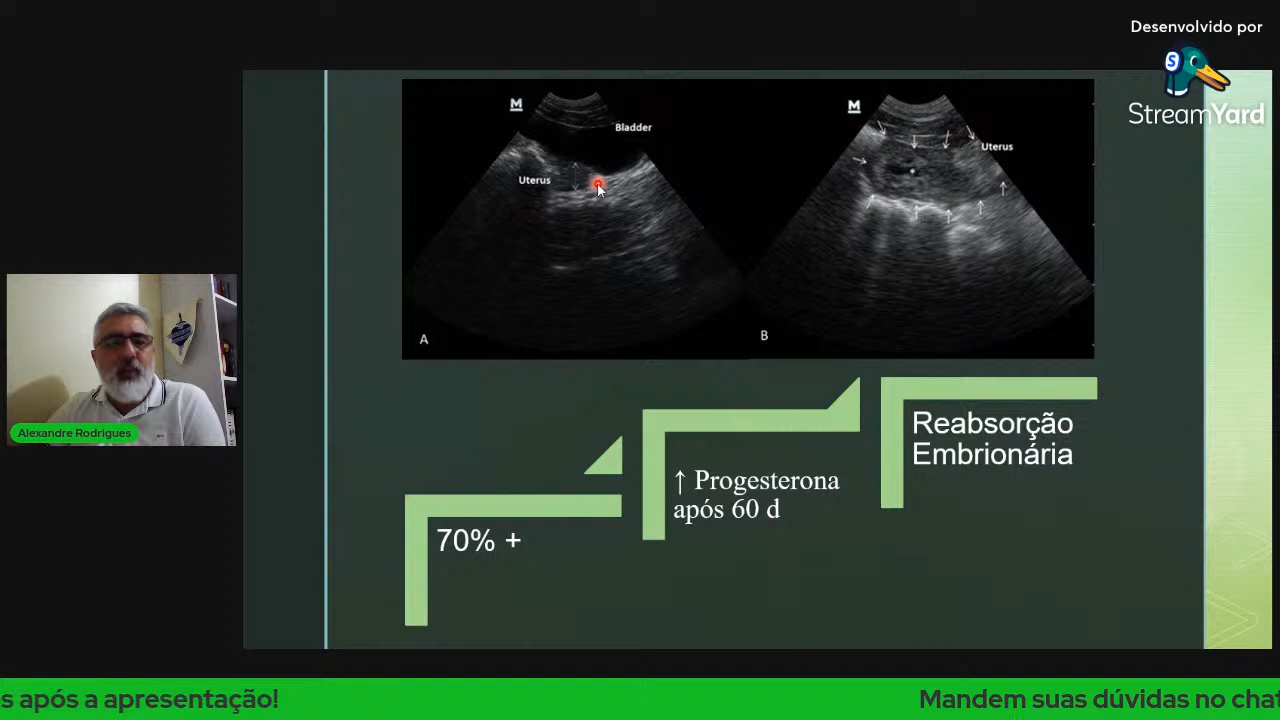 Desenvolvido por
S
StreamYard
M
Bladder
Uterus
A
M
Uterus
B
Reabsorção
Embrionária
↑ Progesterona
após 60 d
70% +
Alexandre Rodrigues
s após a apresentação!
Mandem suas dúvidas no chat